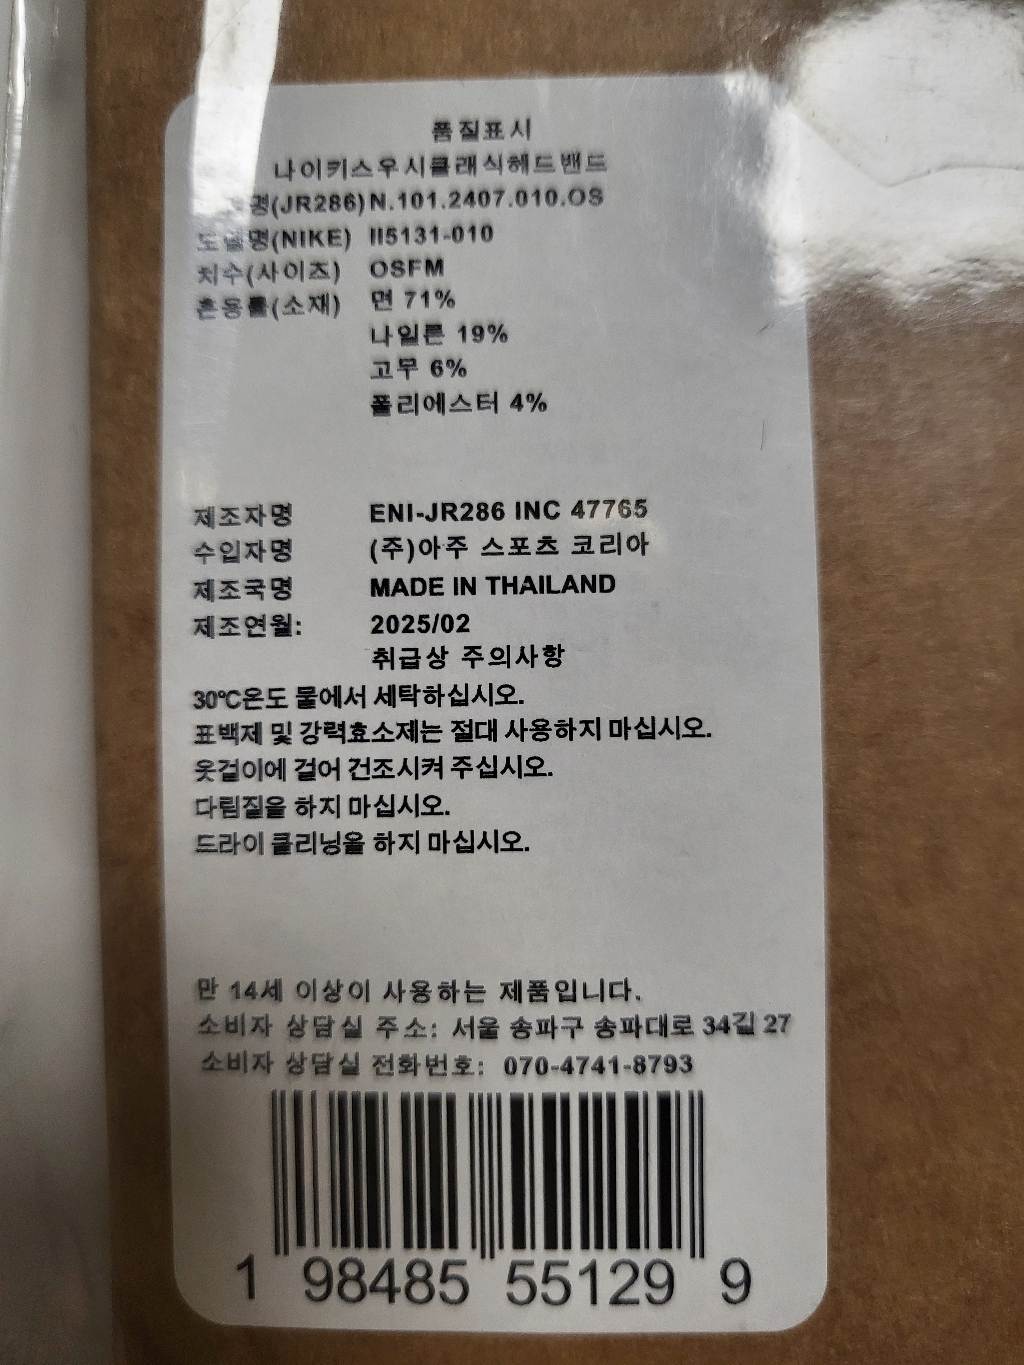 품질표시
나이키스우시클래식헤드밴드
명(JR286) N.101.2407.010.OS
모델명(NIKE) II5131-010
치수(사이즈) OSFM
혼용률(소재) 면 71%
나일론 19%
고무 6%
폴리에스터 4%
제조자명 ENI-JR286 INC 47765
수입자명 (주)아주 스포츠 코리아
제조국명 MADE IN THAILAND
제조연월: 2025/02
취급상 주의사항
30℃온도 물에서 세탁하십시오.
표백제 및 강력효소제는 절대 사용하지 마십시오.
옷걸이에 걸어 건조시켜 주십시오.
다림질을 하지 마십시오.
드라이 클리닝을 하지 마십시오.
만 14세 이상이 사용하는 제품입니다.
소비자 상담실 주소: 서울 송파구 송파대로 34길 27
소비자 상담실 전화번호: 070-4741-8793
1 98485 55129 9